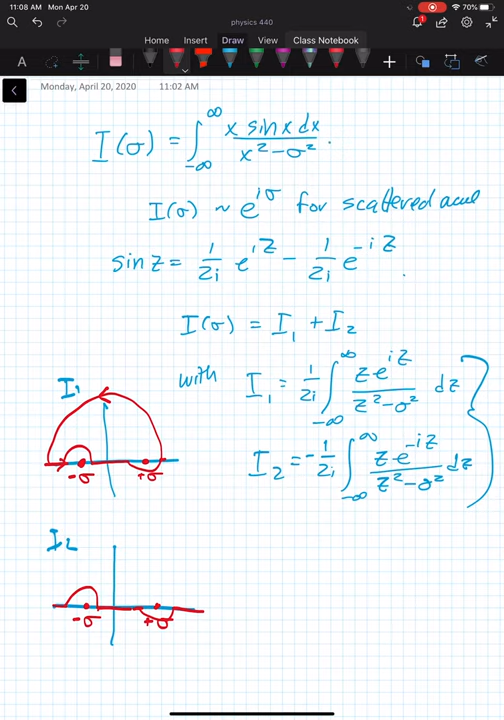 11:08 AM Mon Apr 20
70%
physics 440
1
Home Insert Draw View Class Notebook
A
Monday, April 20, 2020 11:02 AM
I(σ) = ∫_{-∞}^{∞} x sin x dx / x² - σ² .
I(σ) ~ e^{iσ} for scattered
sin z = 1/2i e^{iz} - 1/2i e^{-iz} .
I(σ) = I₁ + I₂
with I₁ = 1/2i ∫_{-∞}^{∞} z e^{iz} / z² - σ² dz
I₂ = - 1/2i ∫_{-∞}^{∞} z e^{-iz} / z² - σ² dz
I₁
-σ +σ
I₂
-σ +σ